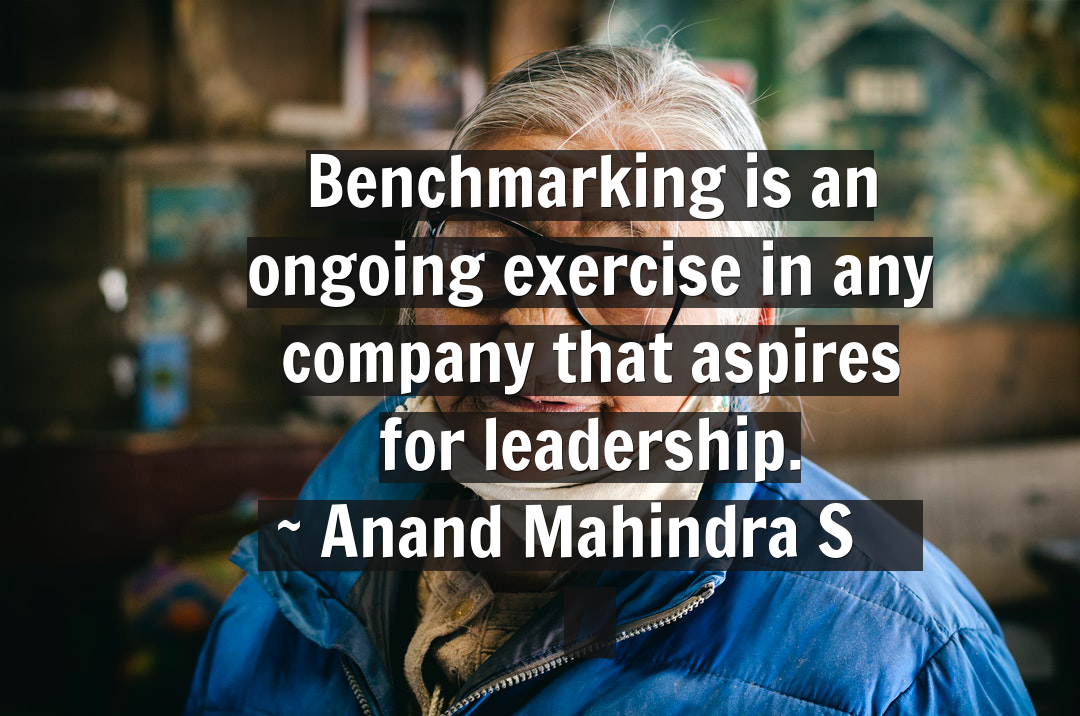 Benchmarking is an
ongoing exercise in any
company that aspires
for leadership.
~ Anand Mahindra S